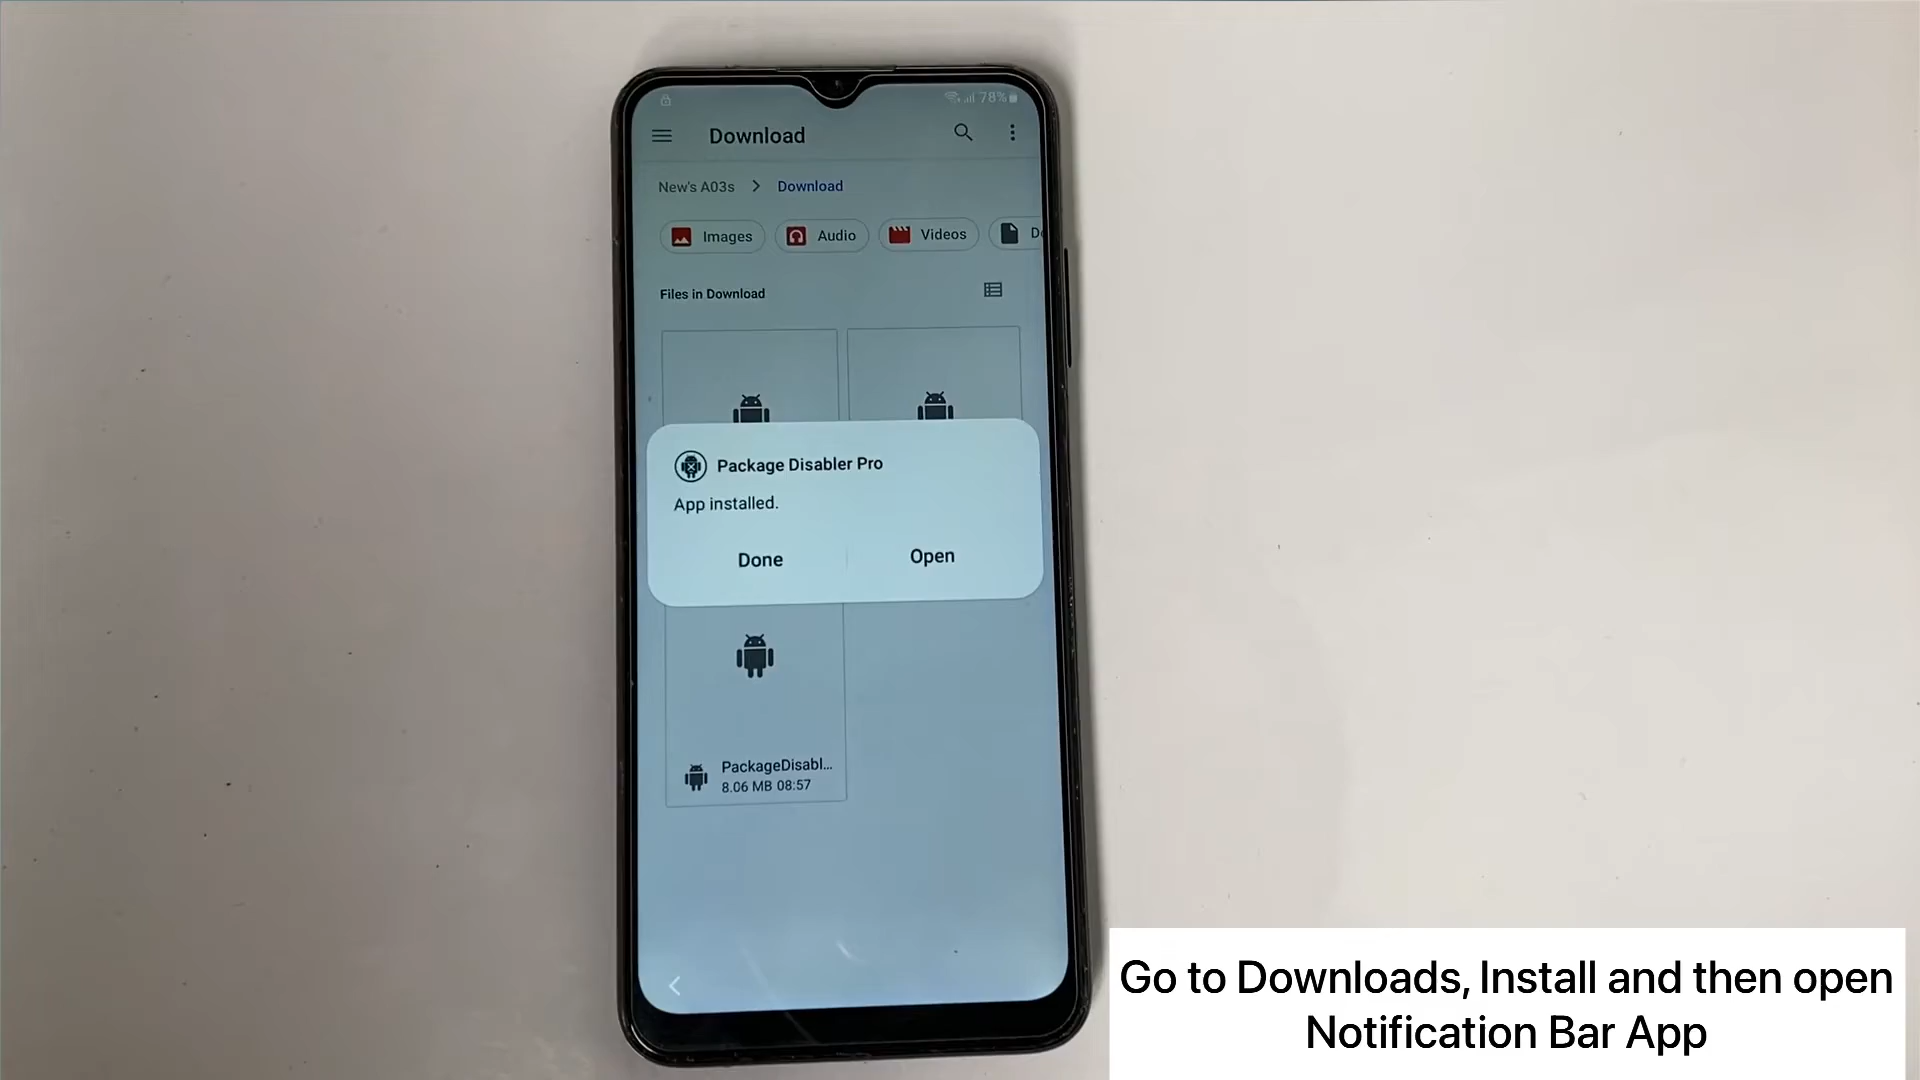 78%
Download
New's A03s > Download
Images Audio Videos
Files in Download
Package Disabler Pro
App installed.
Done Open
PackageDisabl...
8.06 MB 08:57
Go to Downloads, Install and then open
Notification Bar App